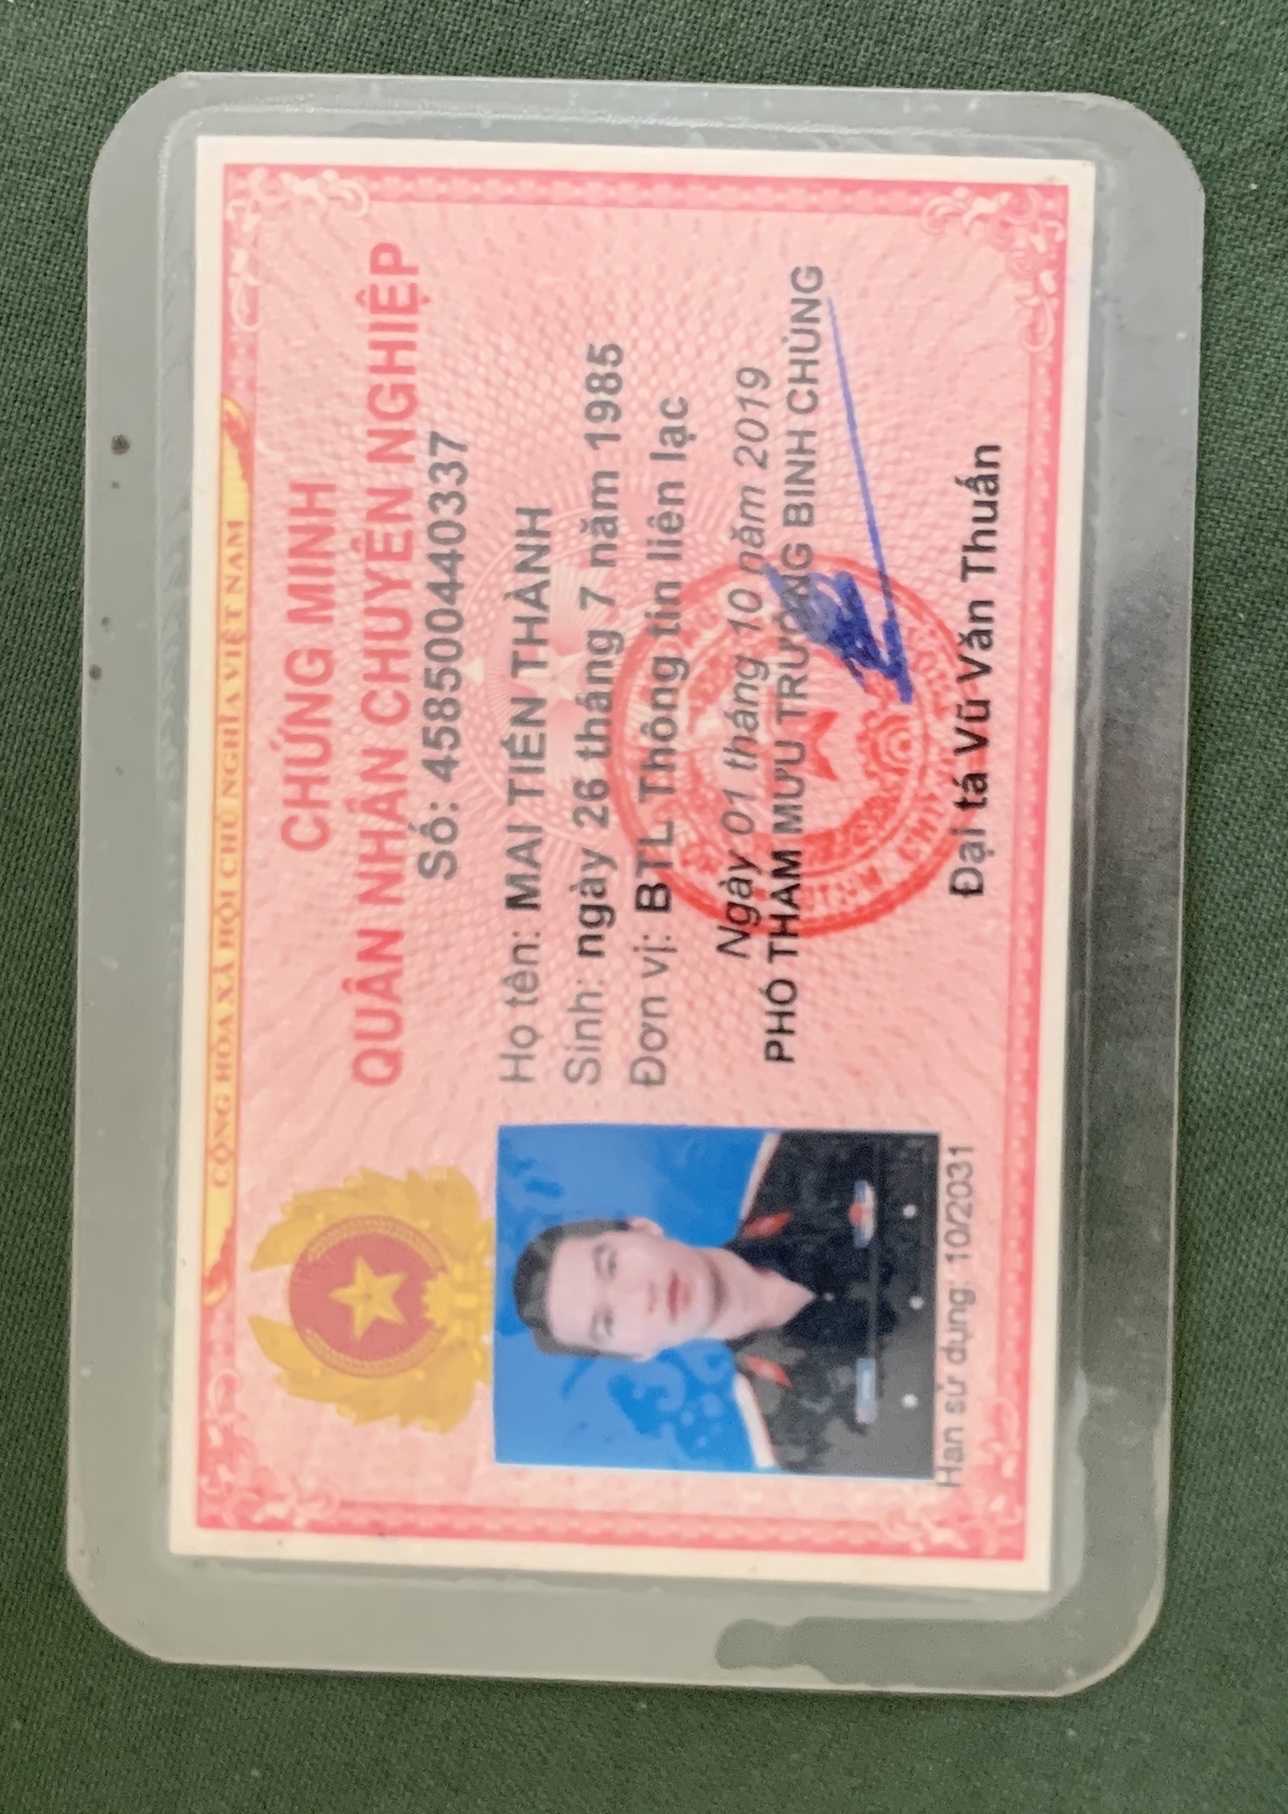 CỘNG HÒA XÃ HỘI CHỦ NGHĨA VIỆT NAM
CHỨNG MINH
QUÂN NHÂN CHUYÊN NGHIỆP
Số: 458500440337
Họ tên: MAI TIẾN THÀNH
Sinh: ngày 26 tháng 7 năm 1985
Đơn vị: BTL Thông tin liên lạc
Ngày 01 tháng 10 năm 2019
PHÓ THAM MƯU TRƯỞNG BINH CHỦNG
Hạn sử dụng: 10/2031
Đại tá Vũ Văn Thuấn